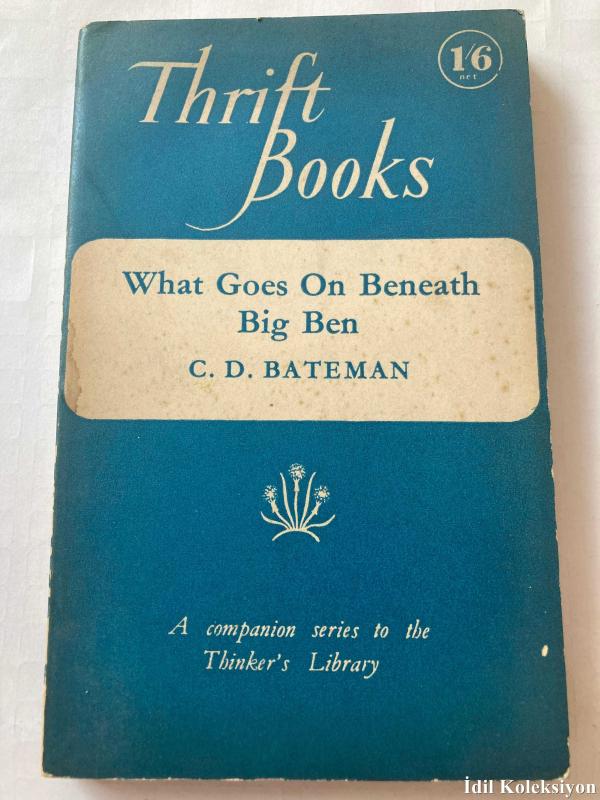 Thrift
Books
1/6
net
What Goes On Beneath
Big Ben
C. D. BATEMAN
A companion series to the
Thinker's Library
İdil Koleksiyon